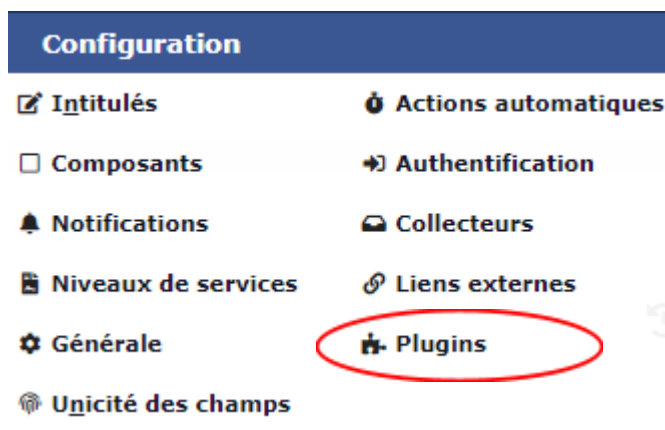 Configuration
Intitulés
Actions automatiques
Composants
Authentification
Notifications
Collecteurs
Niveaux de services
Liens externes
Générale
Plugins
Unicité des champs